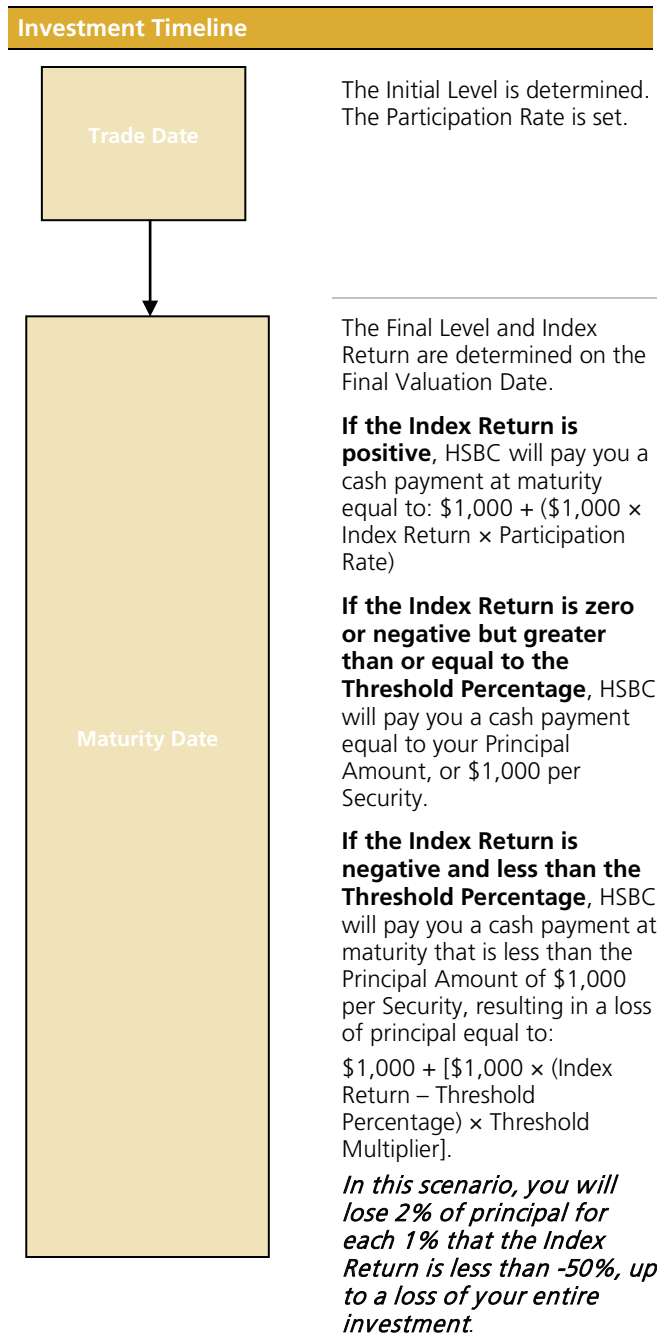 Investment Timeline
Trade Date
The Initial Level is determined.
The Participation Rate is set.
Maturity Date
The Final Level and Index
Return are determined on the
Final Valuation Date.
If the Index Return is
positive, HSBC will pay you a
cash payment at maturity
equal to: $1,000 + ($1,000 ×
Index Return × Participation
Rate)
If the Index Return is zero
or negative but greater
than or equal to the
Threshold Percentage, HSBC
will pay you a cash payment
equal to your Principal
Amount, or $1,000 per
Security.
If the Index Return is
negative and less than the
Threshold Percentage, HSBC
will pay you a cash payment at
maturity that is less than the
Principal Amount of $1,000
per Security, resulting in a loss
of principal equal to:
$1,000 + [$1,000 × (Index
Return – Threshold
Percentage) × Threshold
Multiplier].
In this scenario, you will
lose 2% of principal for
each 1% that the Index
Return is less than -50%, up
to a loss of your entire
investment.